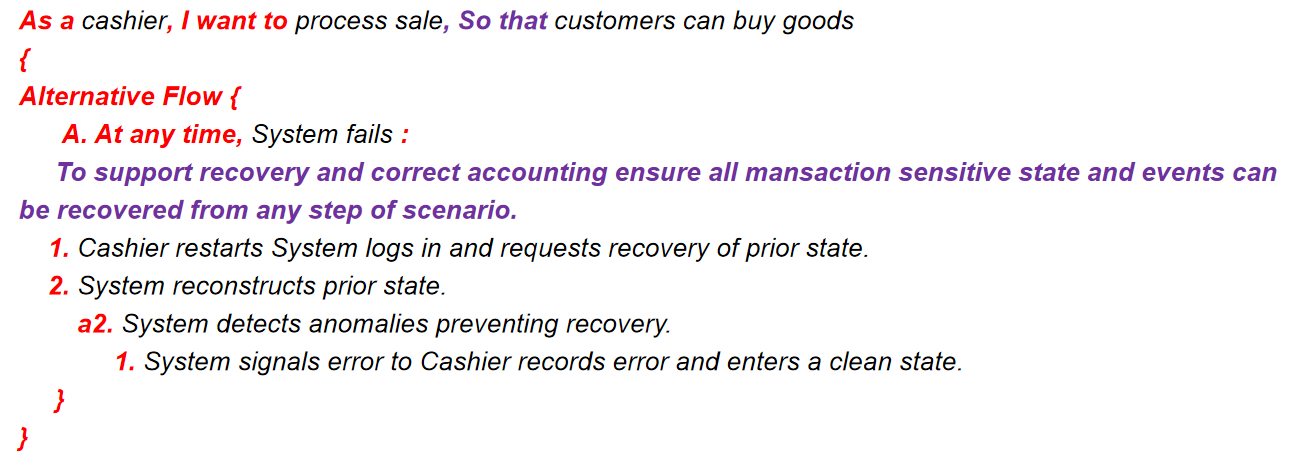 As a cashier, I want to process sale, So that customers can buy goods
{
Alternative Flow {
A. At any time, System fails :
To support recovery and correct accounting ensure all mansaction sensitive state and events can
be recovered from any step of scenario.
1. Cashier restarts System logs in and requests recovery of prior state.
2. System reconstructs prior state.
a2. System detects anomalies preventing recovery.
1. System signals error to Cashier records error and enters a clean state.
}
}